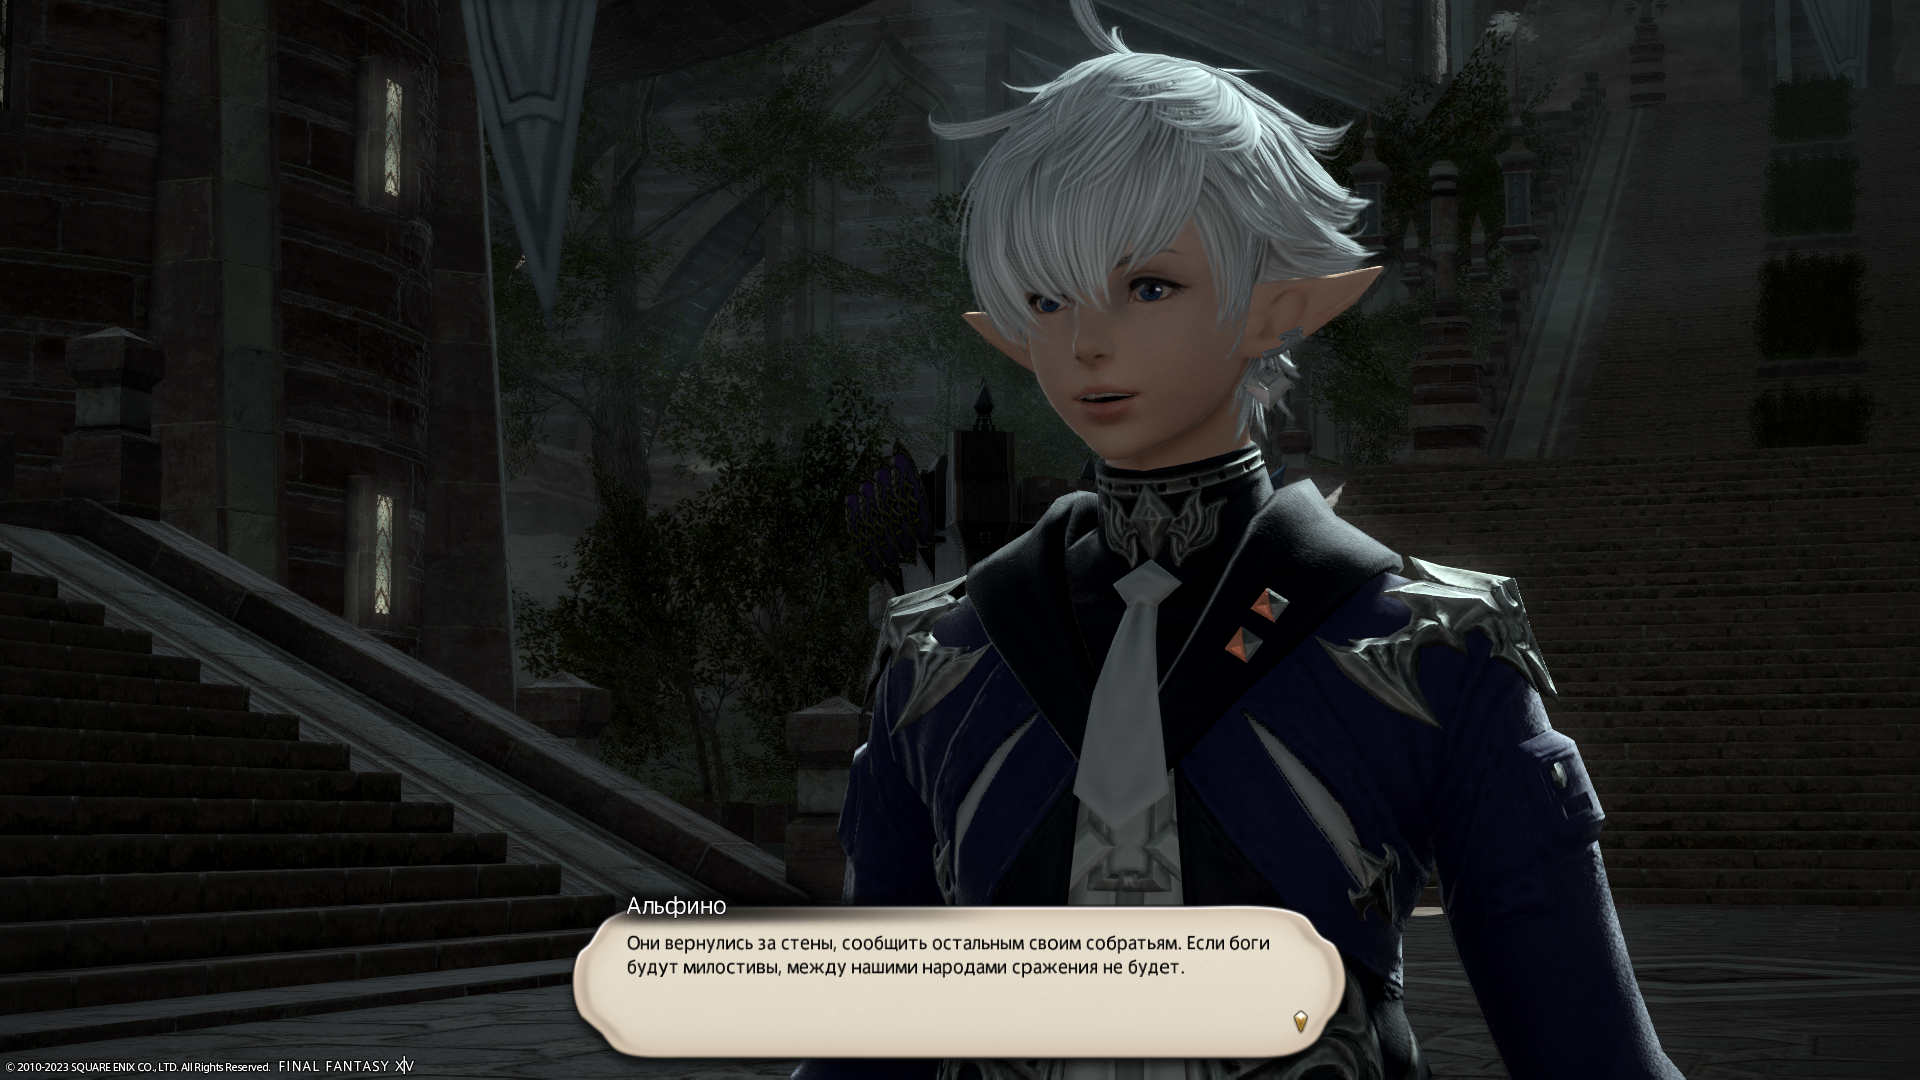 Альфино
Они вернулись за стены, сообщить остальным своим собратьям. Если боги
будут милостивы, между нашими народами сражения не будет.
© 2010-2023 SQUARE ENIX CO., LTD. All Rights Reserved. FINAL FANTASY XIV